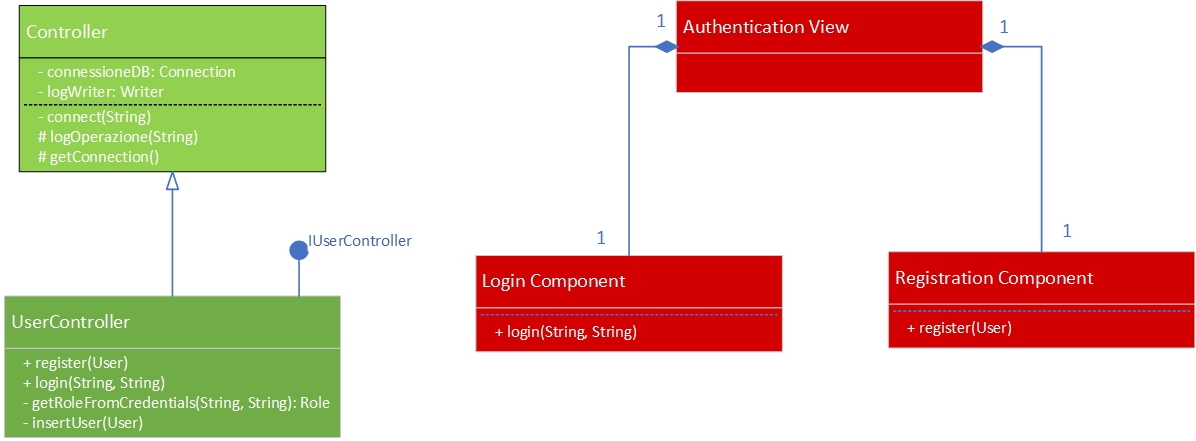 Controller
- connessioneDB: Connection
- logWriter: Writer
- connect(String)
# logOperazione(String)
# getConnection()
IUserController
UserController
+ register(User)
+ login(String, String)
- getRoleFromCredentials(String, String): Role
- insertUser(User)
1
Authentication View
1
1
Login Component
+ login(String, String)
1
Registration Component
+ register(User)